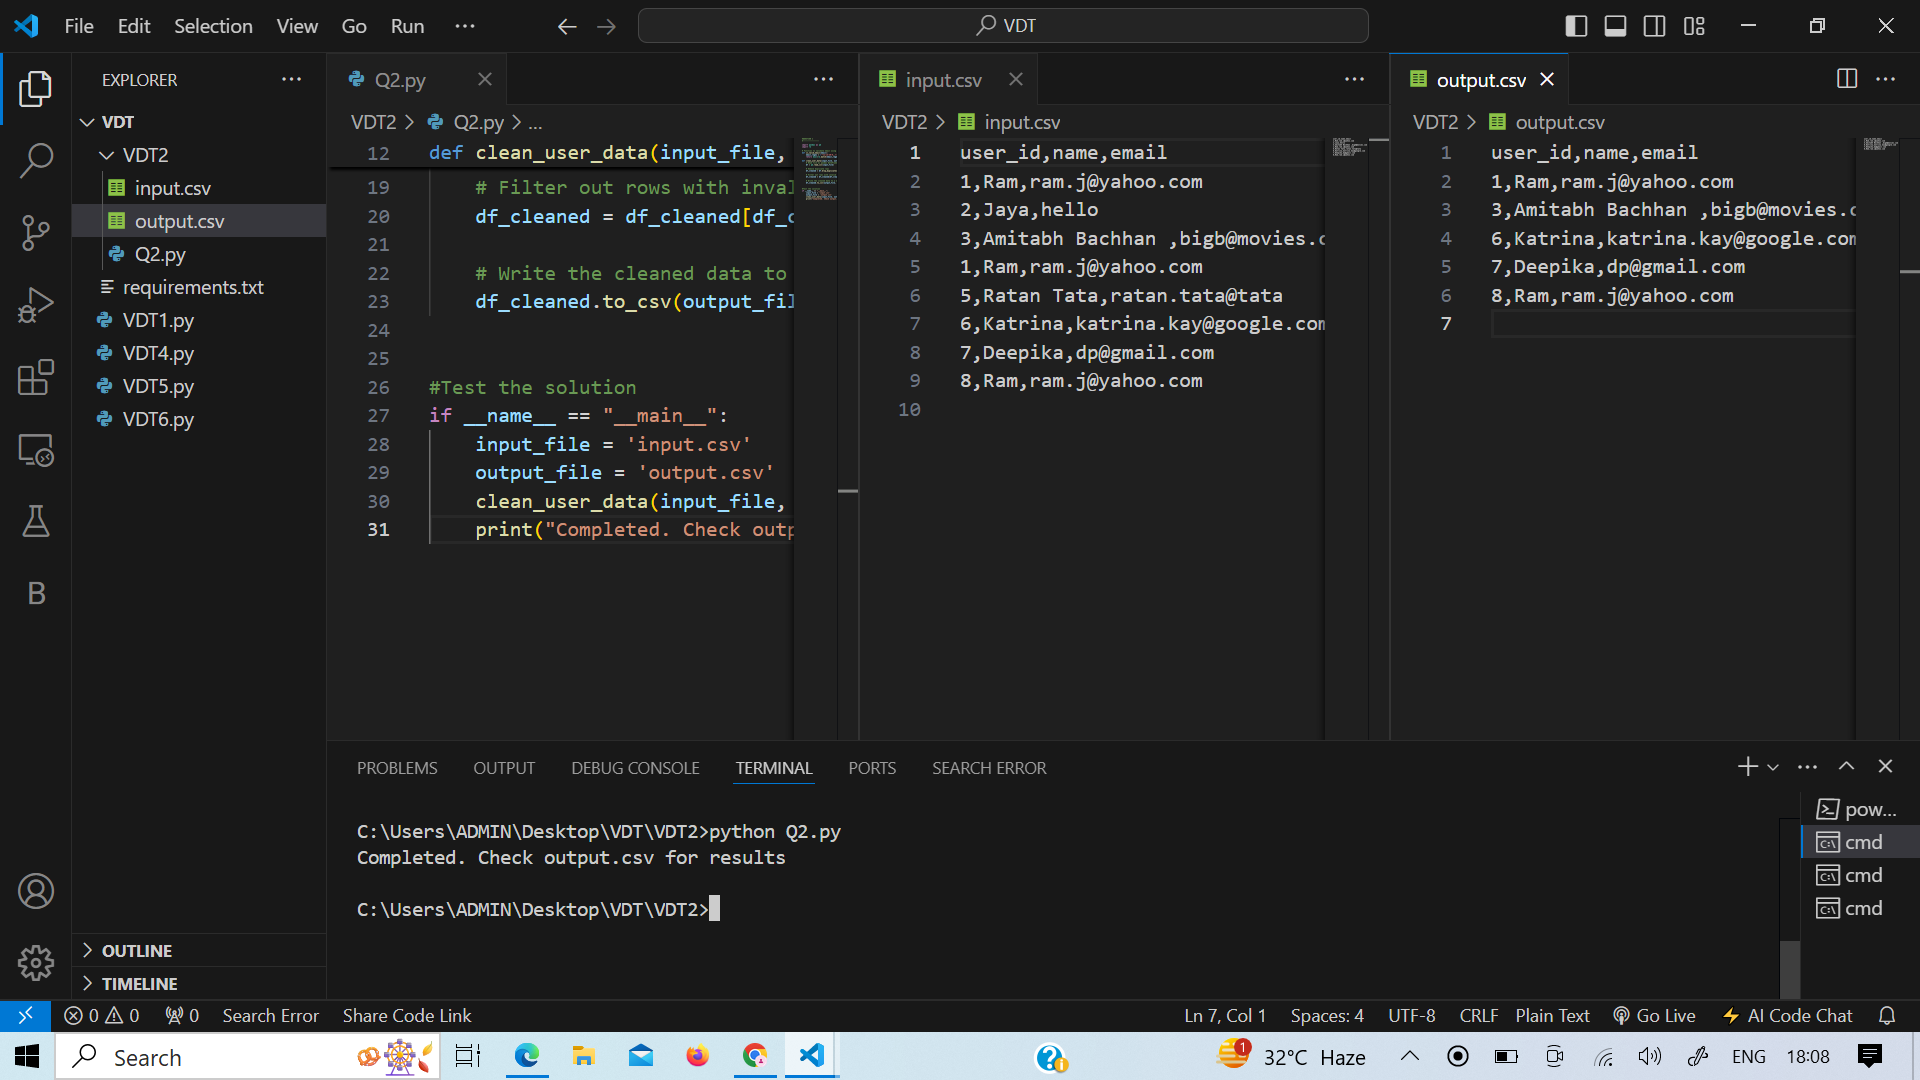 File Edit Selection View Go Run ...
VDT
EXPLORER ...
VDT
VDT2
input.csv
output.csv
Q2.py
requirements.txt
VDT1.py
VDT4.py
VDT5.py
VDT6.py
OUTLINE
TIMELINE
Q2.py
VDT2 > Q2.py > ...
12 def clean_user_data(input_file,
19 # Filter out rows with inval
20 df_cleaned = df_cleaned[df_c
21
22 # Write the cleaned data to
23 df_cleaned.to_csv(output_fil
24
25
26 #Test the solution
27 if __name__ == "__main__":
28 input_file = 'input.csv'
29 output_file = 'output.csv'
30 clean_user_data(input_file,
31 print("Completed. Check outp
input.csv
VDT2 > input.csv
1 user_id,name,email
2 1,Ram,ram.j@yahoo.com
3 2,Jaya,hello
4 3,Amitabh Bachhan ,bigb@movies.c
5 1,Ram,ram.j@yahoo.com
6 5,Ratan Tata,ratan.tata@tata
7 6,Katrina,katrina.kay@google.com
8 7,Deepika,dp@gmail.com
9 8,Ram,ram.j@yahoo.com
10
output.csv
VDT2 > output.csv
1 user_id,name,email
2 1,Ram,ram.j@yahoo.com
3 3,Amitabh Bachhan ,bigb@movies.c
4 6,Katrina,katrina.kay@google.com
5 7,Deepika,dp@gmail.com
6 8,Ram,ram.j@yahoo.com
7
PROBLEMS OUTPUT DEBUG CONSOLE TERMINAL PORTS SEARCH ERROR
C:\Users\ADMIN\Desktop\VDT\VDT2>python Q2.py
Completed. Check output.csv for results
C:\Users\ADMIN\Desktop\VDT\VDT2>
pow...
cmd
cmd
cmd
0 0 0 Search Error Share Code Link Ln 7, Col 1 Spaces: 4 UTF-8 CRLF Plain Text Go Live AI Code Chat
Search 1 32°C Haze ENG 18:08